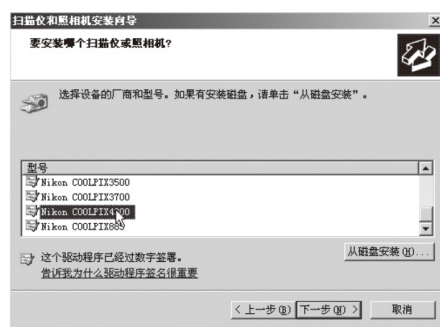 扫描仪和照相机安装向导
要安装哪个扫描仪或照相机?
选择设备的厂商和型号。如果有安装磁盘，请单击“从磁盘安装”。
型号
Nikon COOLPIX3500
Nikon COOLPIX3700
Nikon
Nikon COOLPIX885
从磁盘安装(H)...
这个驱动程序已经过数字签署。
告诉我为什么驱动程序签名很重要
< 上一步(B)
下一步(N) >
取消